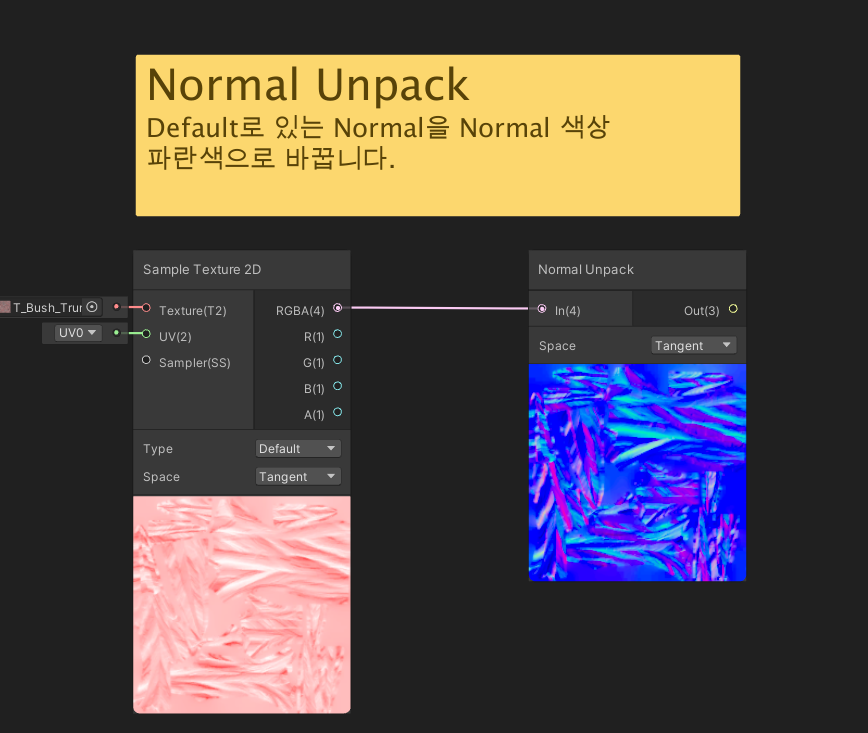 Normal Unpack
Default로 있는 Normal을 Normal 색상
파란색으로 바꿉니다.
Sample Texture 2D
T_Bush_Trur
Texture(T2)
RGBA(4)
UV0
UV(2)
R(1)
Sampler(SS)
G(1)
B(1)
A(1)
Type
Default
Space
Tangent
Normal Unpack
In(4)
Out(3)
Space
Tangent